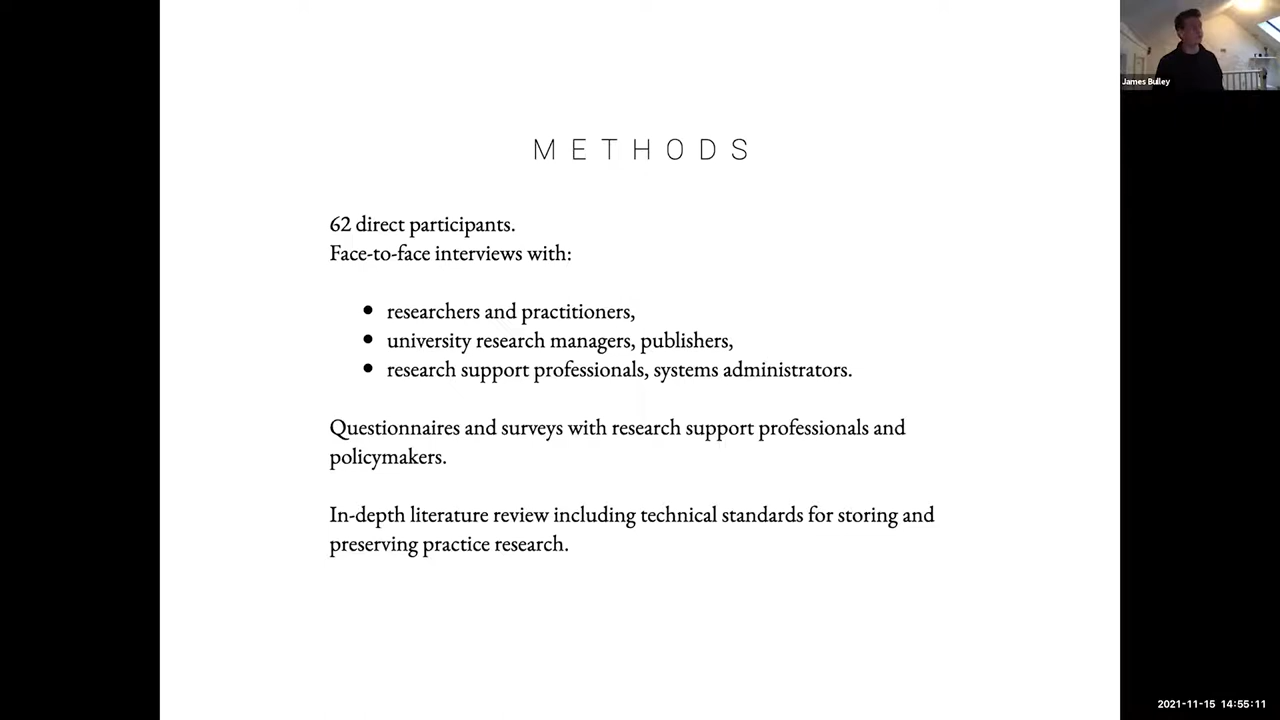 METHODS
62 direct participants.
Face-to-face interviews with:
• researchers and practitioners,
• university research managers, publishers,
• research support professionals, systems administrators.
Questionnaires and surveys with research support professionals and
policymakers.
In-depth literature review including technical standards for storing and
preserving practice research.
James Bulley
2021-11-15 14:55:11